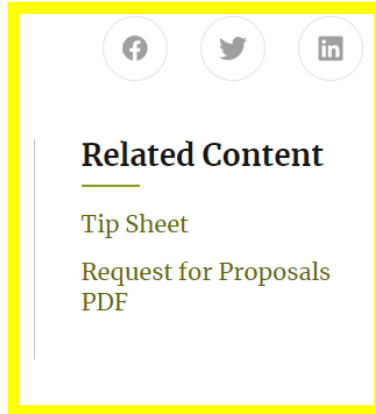 Related Content
Tip Sheet
Request for Proposals
PDF